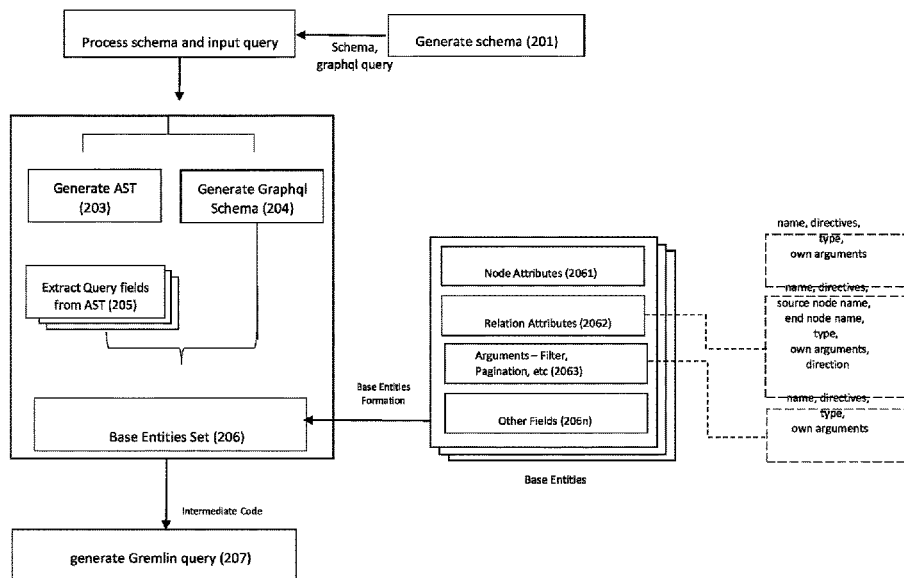 Process schema and input query
Schema,
graphql query
Generate schema (201)
Generate AST
(203)
Generate Graphql
Schema (204)
Extract Query fields
from AST (205)
Base Entities Set (206)
Base Entities
Formation
Node Attributes (2061)
Relation Attributes (2062)
Arguments – Filter,
Pagination, etc (2063)
Other Fields (206n)
Base Entities
name, directives,
type,
own arguments
name, directives,
source node name,
end node name,
type,
own arguments,
direction
name, directives,
type,
own arguments
Intermediate Code
generate Gremlin query (207)